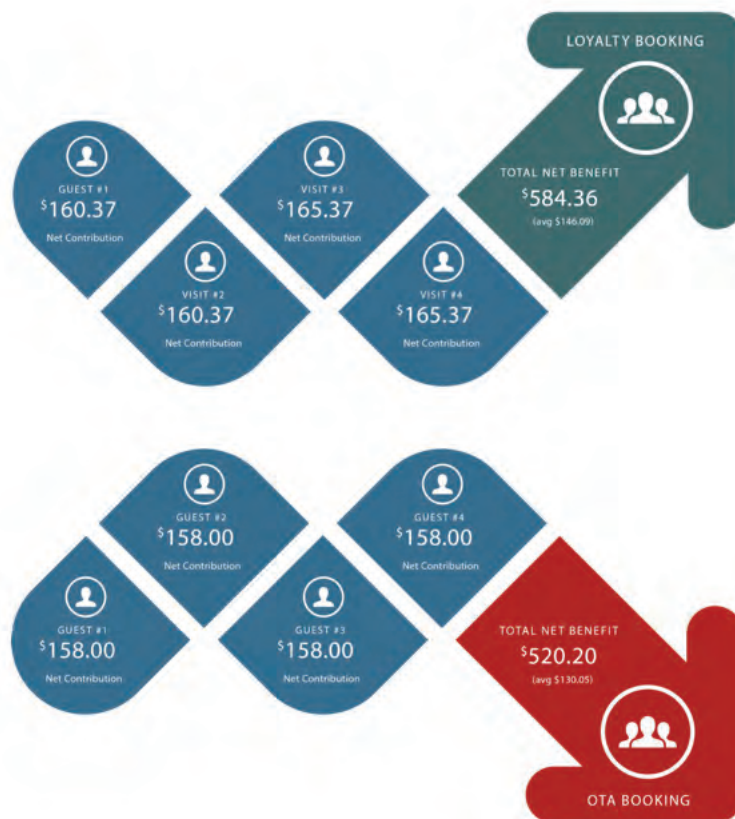 LOYALTY BOOKING
TOTAL NET BENEFIT
$584.36
(avg $146.09)
GUEST #1
$160.37
Net Contribution
VISIT #2
$160.37
Net Contribution
VISIT #3
$165.37
Net Contribution
VISIT #4
$165.37
Net Contribution
GUEST #1
$158.00
Net Contribution
GUEST #2
$158.00
Net Contribution
GUEST #3
$158.00
Net Contribution
GUEST #4
$158.00
Net Contribution
TOTAL NET BENEFIT
$520.20
(avg $130.05)
OTA BOOKING